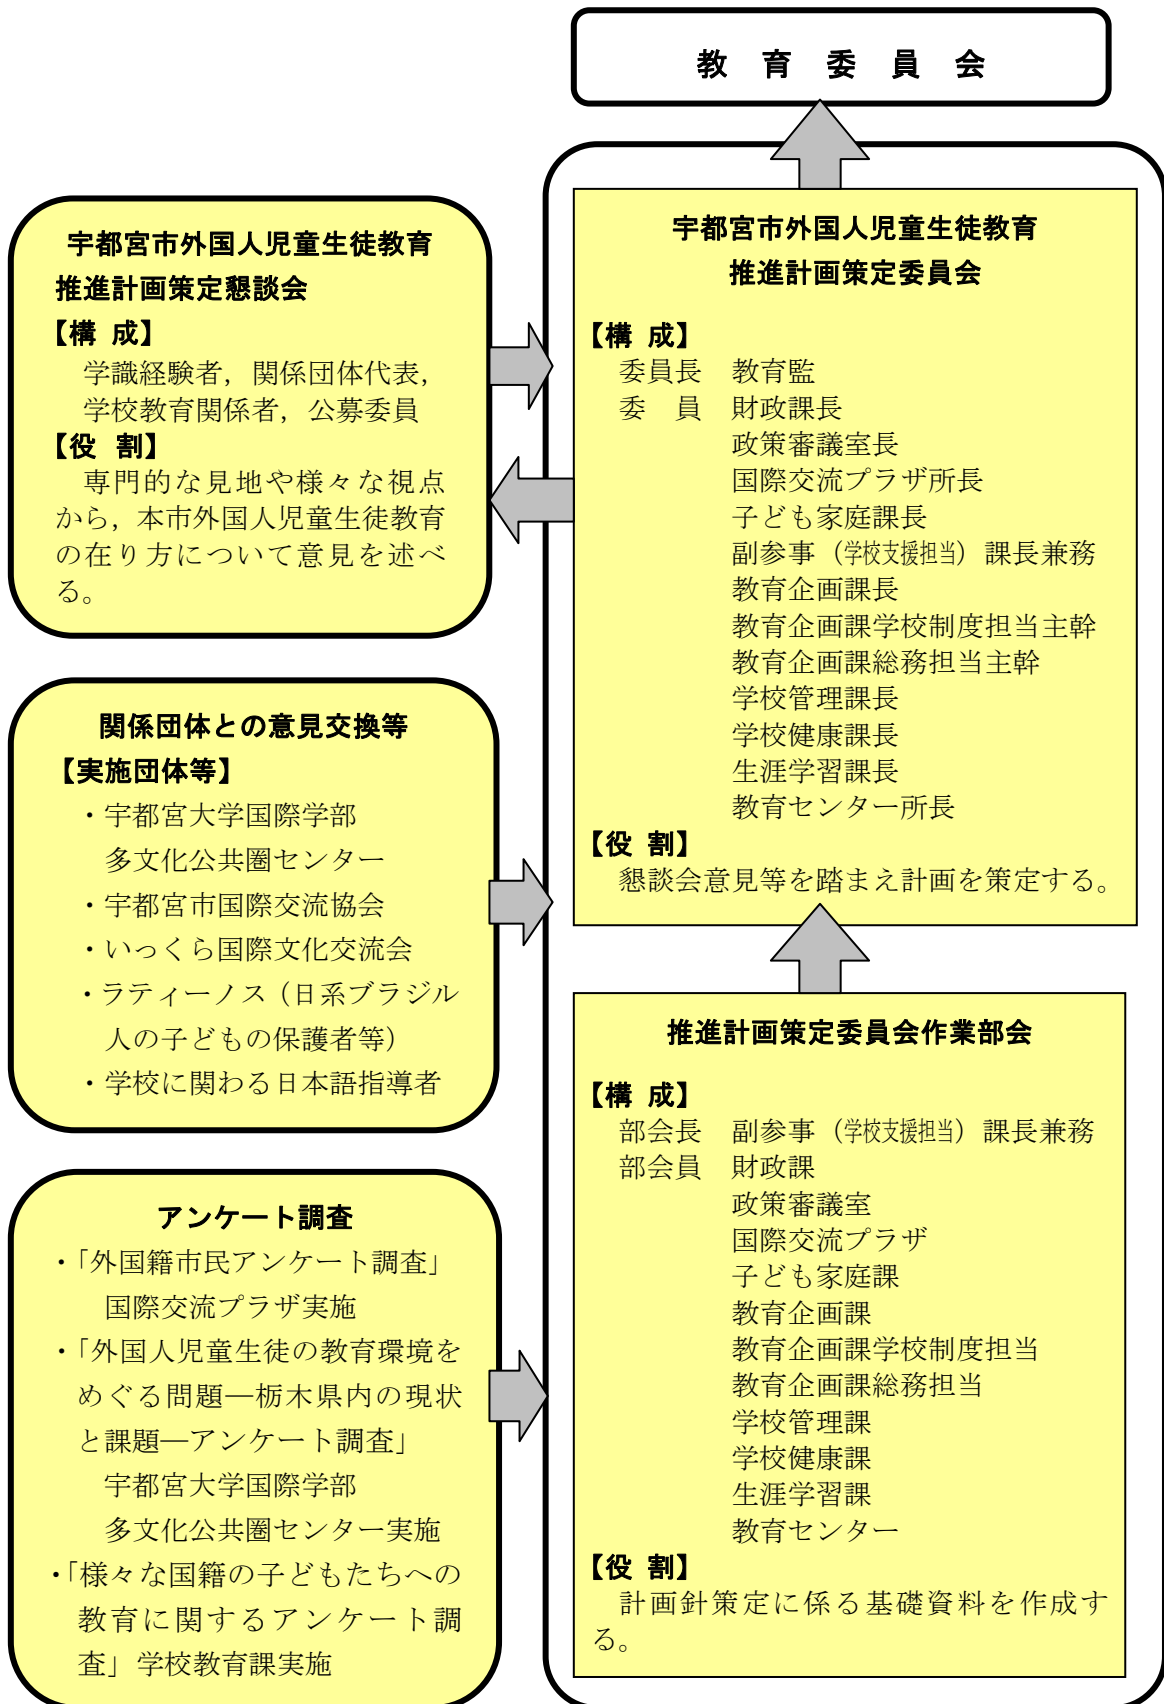 教　育　委　員　会
宇都宮市外国人児童生徒教育
推進計画策定懇談会
【構 成】
学識経験者，関係団体代表，
学校教育関係者，公募委員
【役 割】
専門的な見地や様々な視点
から，本市外国人児童生徒教育
の在り方について意見を述べ
る。
関係団体との意見交換等
【実施団体等】
・宇都宮大学国際学部
多文化公共圏センター
・宇都宮市国際交流協会
・いっくら国際文化交流会
・ラティーノス（日系ブラジル
人の子どもの保護者等）
・学校に関わる日本語指導者
アンケート調査
・「外国籍市民アンケート調査」
国際交流プラザ実施
・「外国人児童生徒の教育環境を
めぐる問題―栃木県内の現状
と課題―アンケート調査」
宇都宮大学国際学部
多文化公共圏センター実施
・「様々な国籍の子どもたちへの
教育に関するアンケート調
査」学校教育課実施
宇都宮市外国人児童生徒教育
推進計画策定委員会
【構 成】
委員長　教育監
委　員　財政課長
政策審議室長
国際交流プラザ所長
子ども家庭課長
副参事（学校支援担当）課長兼務
教育企画課長
教育企画課学校制度担当主幹
教育企画課総務担当主幹
学校管理課長
学校健康課長
生涯学習課長
教育センター所長
【役 割】
懇談会意見等を踏まえ計画を策定する。
推進計画策定委員会作業部会
【構 成】
部会長　副参事（学校支援担当）課長兼務
部会員　財政課
政策審議室
国際交流プラザ
子ども家庭課
教育企画課
教育企画課学校制度担当
教育企画課総務担当
学校管理課
学校健康課
生涯学習課
教育センター
【役 割】
計画針策定に係る基礎資料を作成す
る。